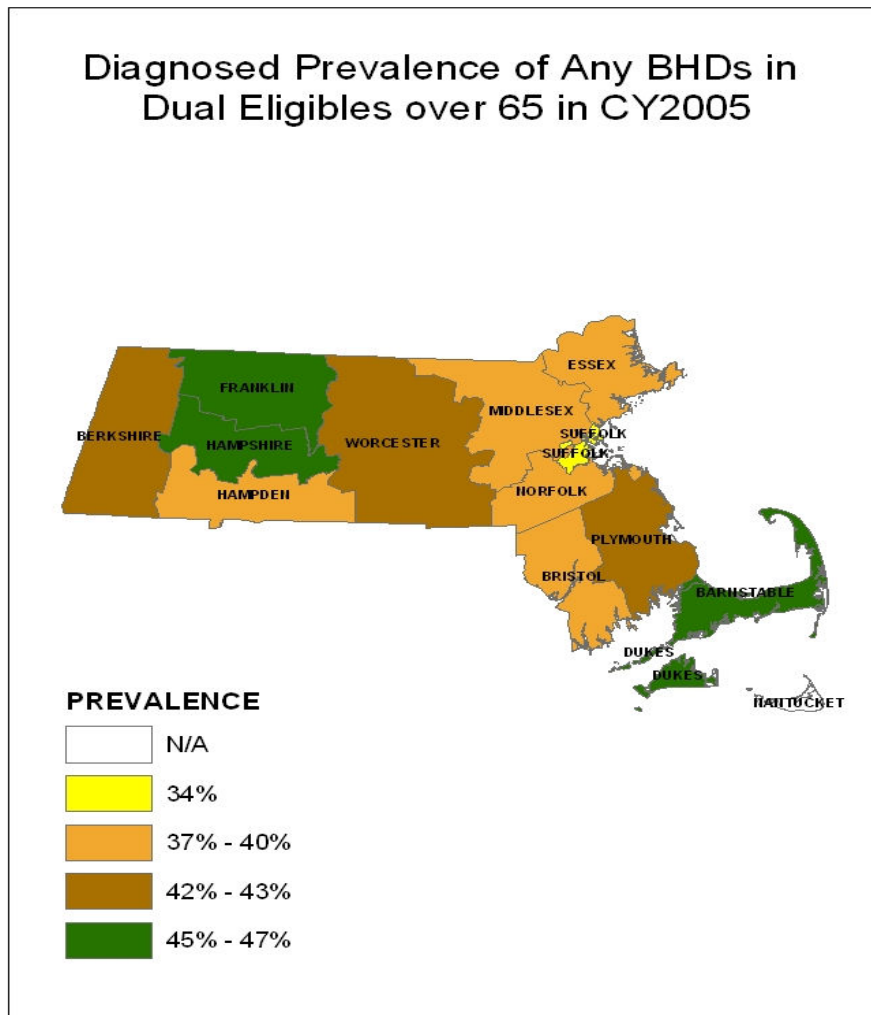 Diagnosed Prevalence of Any BHDs in
Dual Eligibles over 65 in CY2005
ESSEX
FRANKLIN
MIDDLESEX
BERKSHIRE
HAMPSHIRE
WORCESTER
SUFFOLK
SUFFOLK
HAMPDEN
NORFOLK
PLYMOUTH
BRISTOL
BARNSTABLE
DUKES
DUKES
NANTUCKET
PREVALENCE
N/A
34%
37% - 40%
42% - 43%
45% - 47%